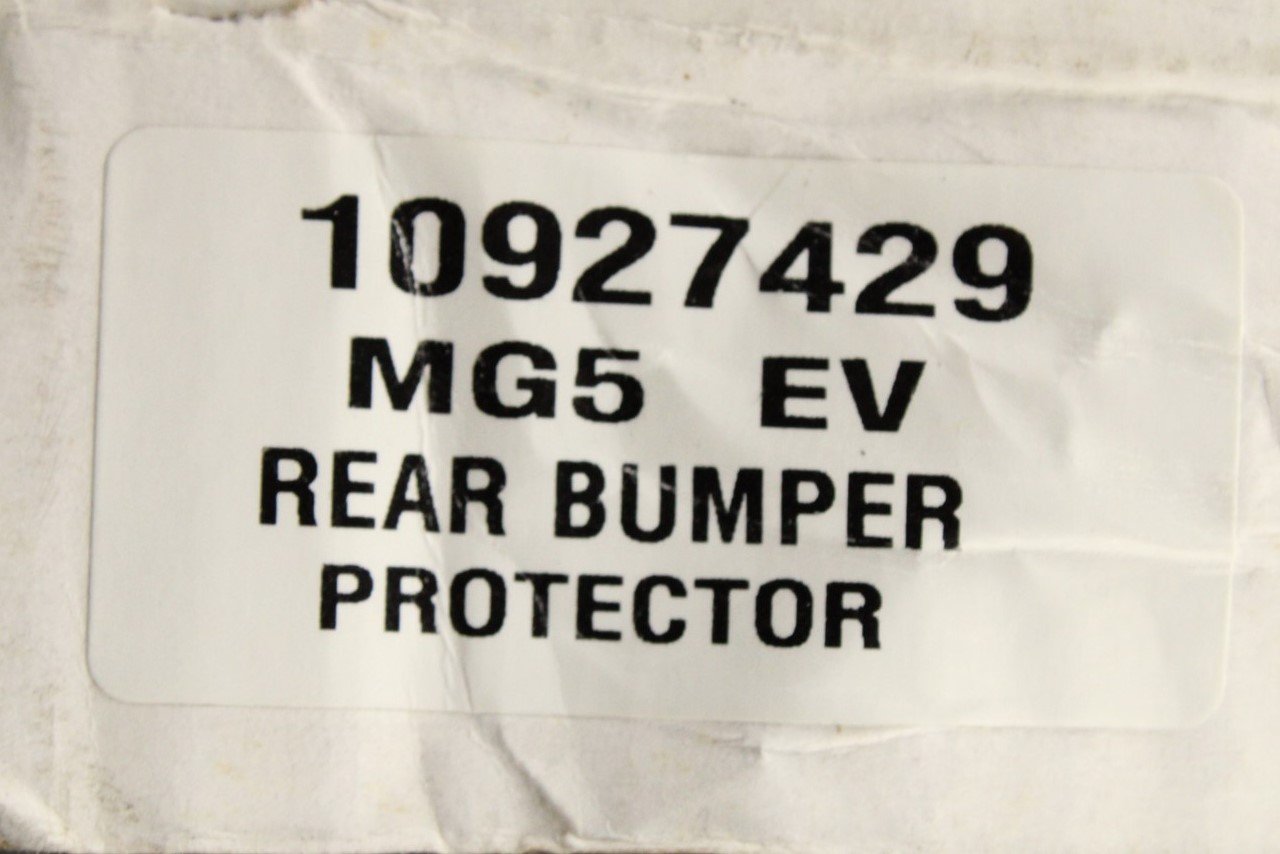 10927429
MG5 EV
REAR BUMPER
PROTECTOR